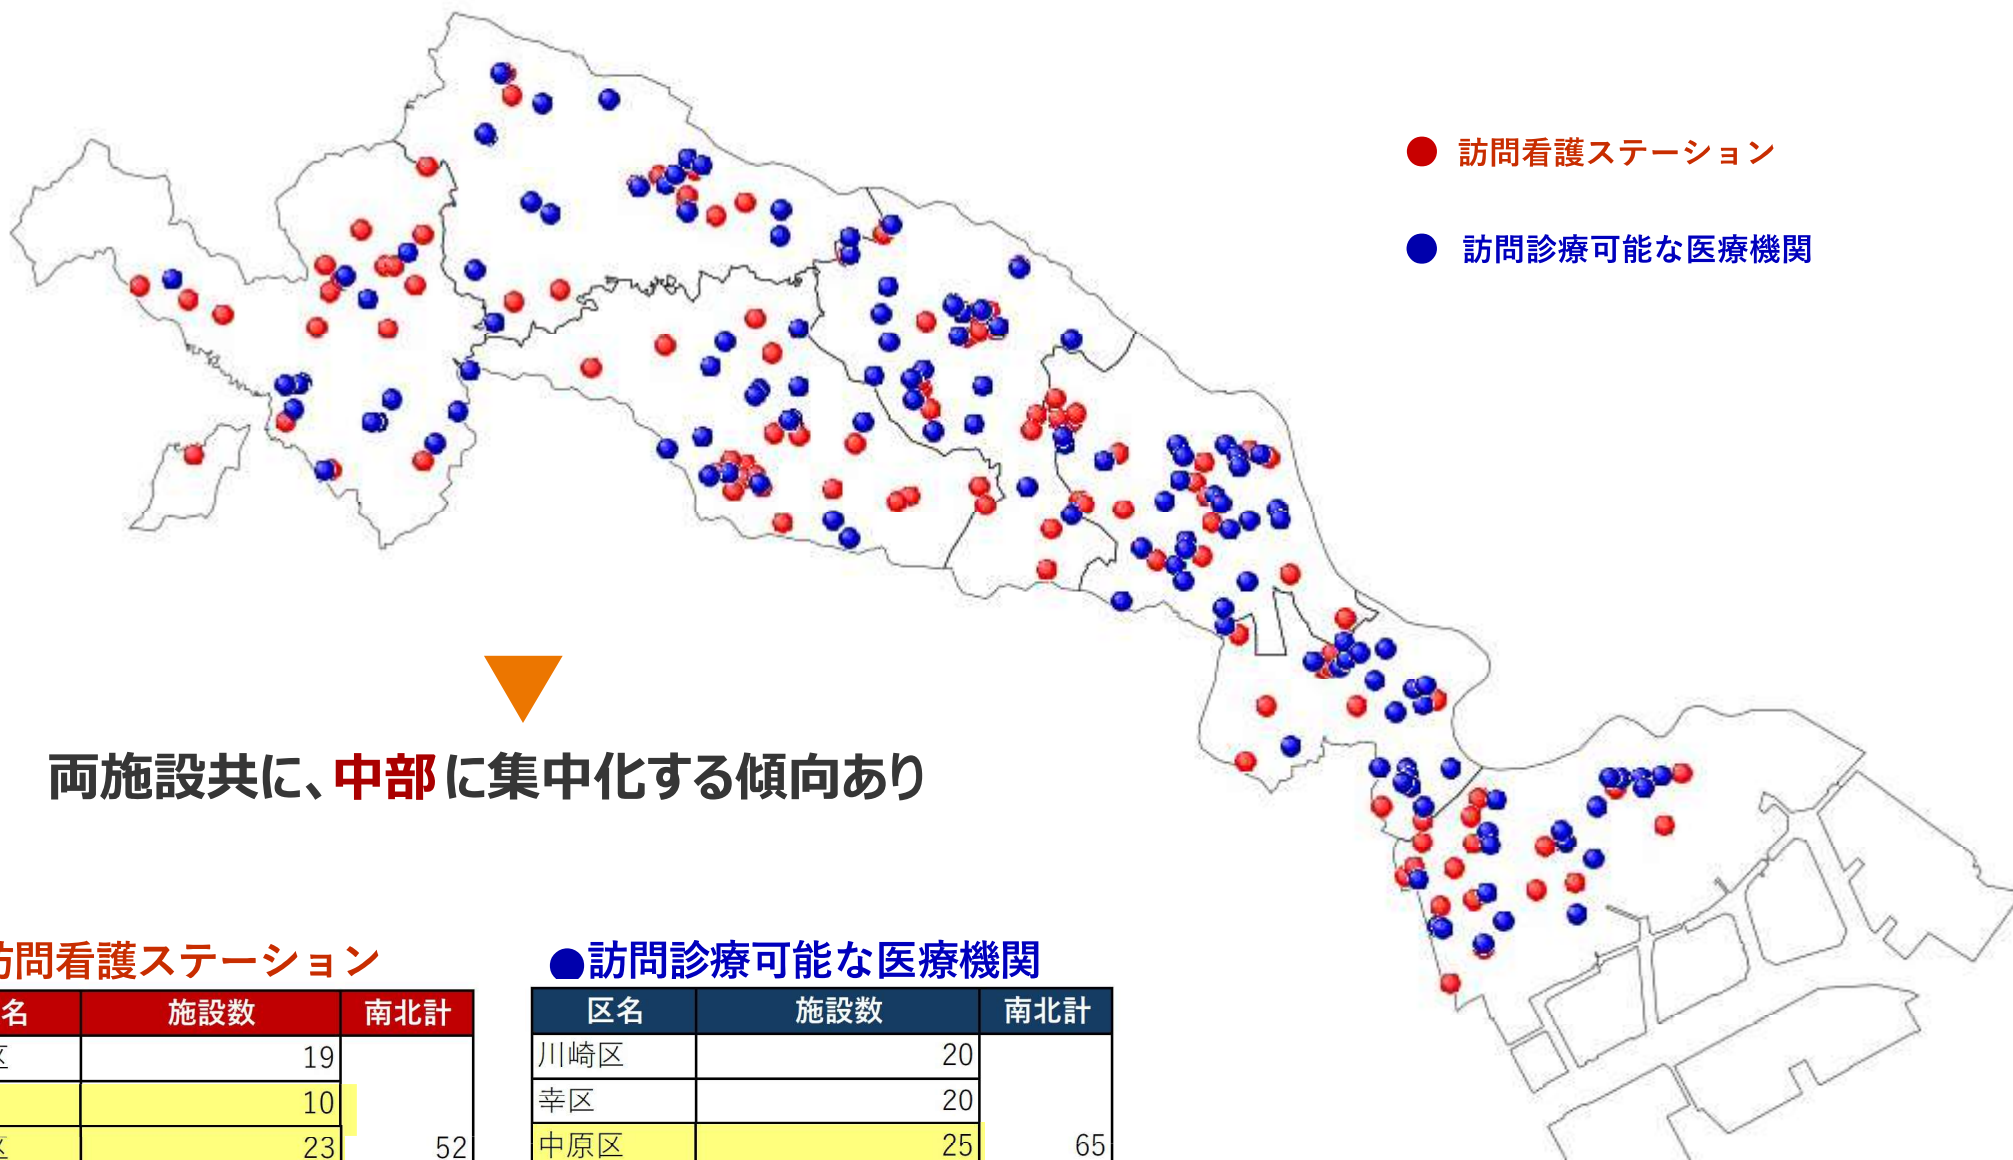 訪問看護ステーション
訪問診療可能な医療機関
両施設共に、中部に集中化する傾向あり
問看護ステーション
●訪問診療可能な医療機関
名 施設数 南北計
区 19
10
区 23 52
区名 施設数 南北計
川崎区 20
幸区 20
中原区 25 65